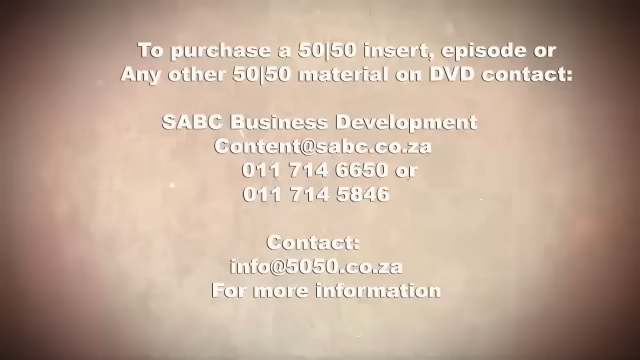 To purchase a 50|50 insert, episode or
Any other 50|50 material on DVD contact:
SABC Business Development
Content@sabc.co.za
011 714 6650 or
011 714 5846
Contact:
info@5050.co.za
For more information